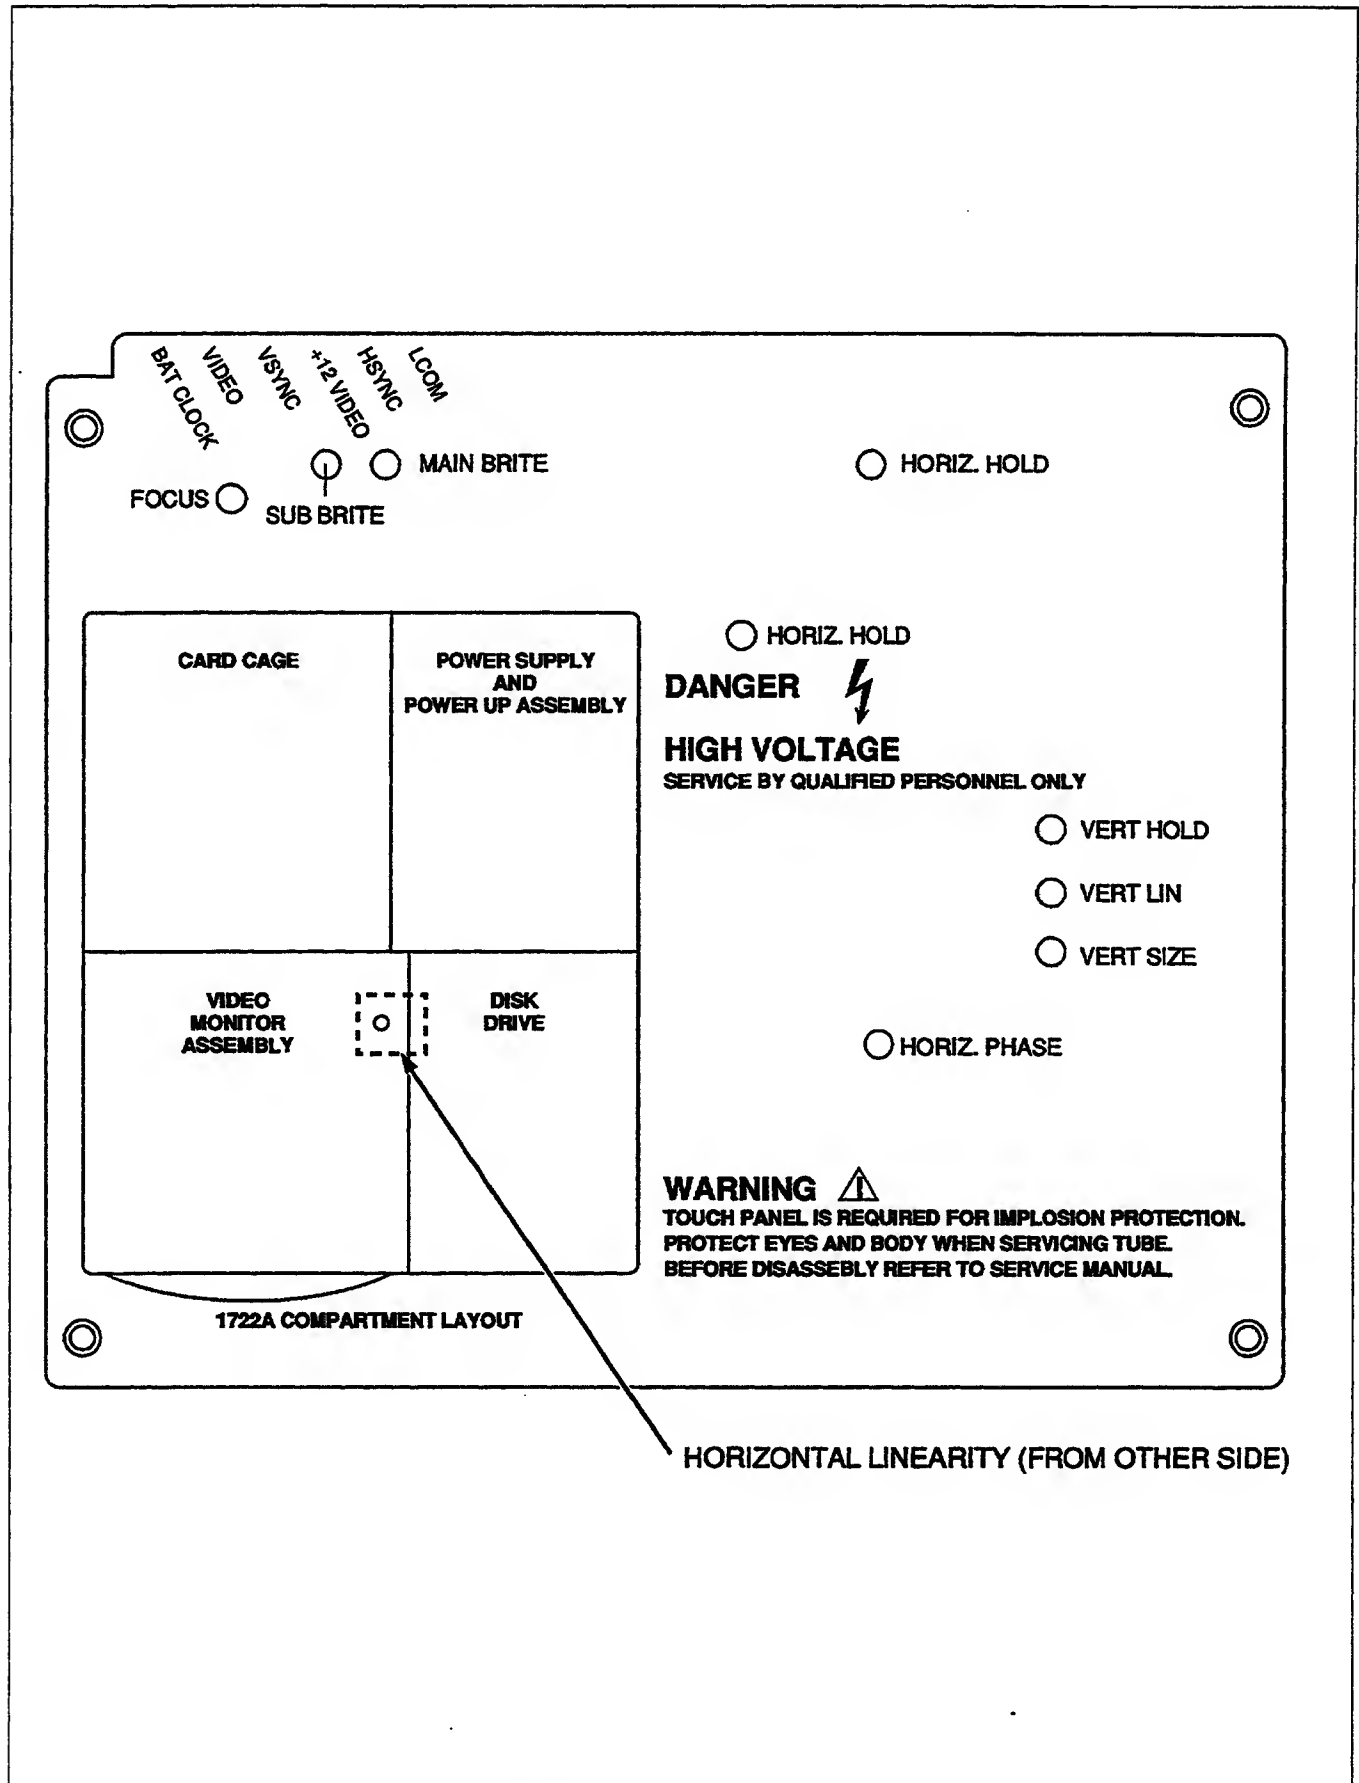 BAT CLOCK
VIDEO
VSYNC
+12 VIDEO
HSYNC
LCOM
MAIN BRITE
HORIZ. HOLD
FOCUS
SUB BRITE
CARD CAGE
POWER SUPPLY
AND
POWER UP ASSEMBLY
HORIZ. HOLD
DANGER
HIGH VOLTAGE
SERVICE BY QUALIFIED PERSONNEL ONLY
VERT HOLD
VERT LIN
VERT SIZE
VIDEO
MONITOR
ASSEMBLY
DISK
DRIVE
HORIZ. PHASE
WARNING
TOUCH PANEL IS REQUIRED FOR IMPLOSION PROTECTION.
PROTECT EYES AND BODY WHEN SERVICING TUBE.
BEFORE DISASSEBLY REFER TO SERVICE MANUAL.
1722A COMPARTMENT LAYOUT
HORIZONTAL LINEARITY (FROM OTHER SIDE)